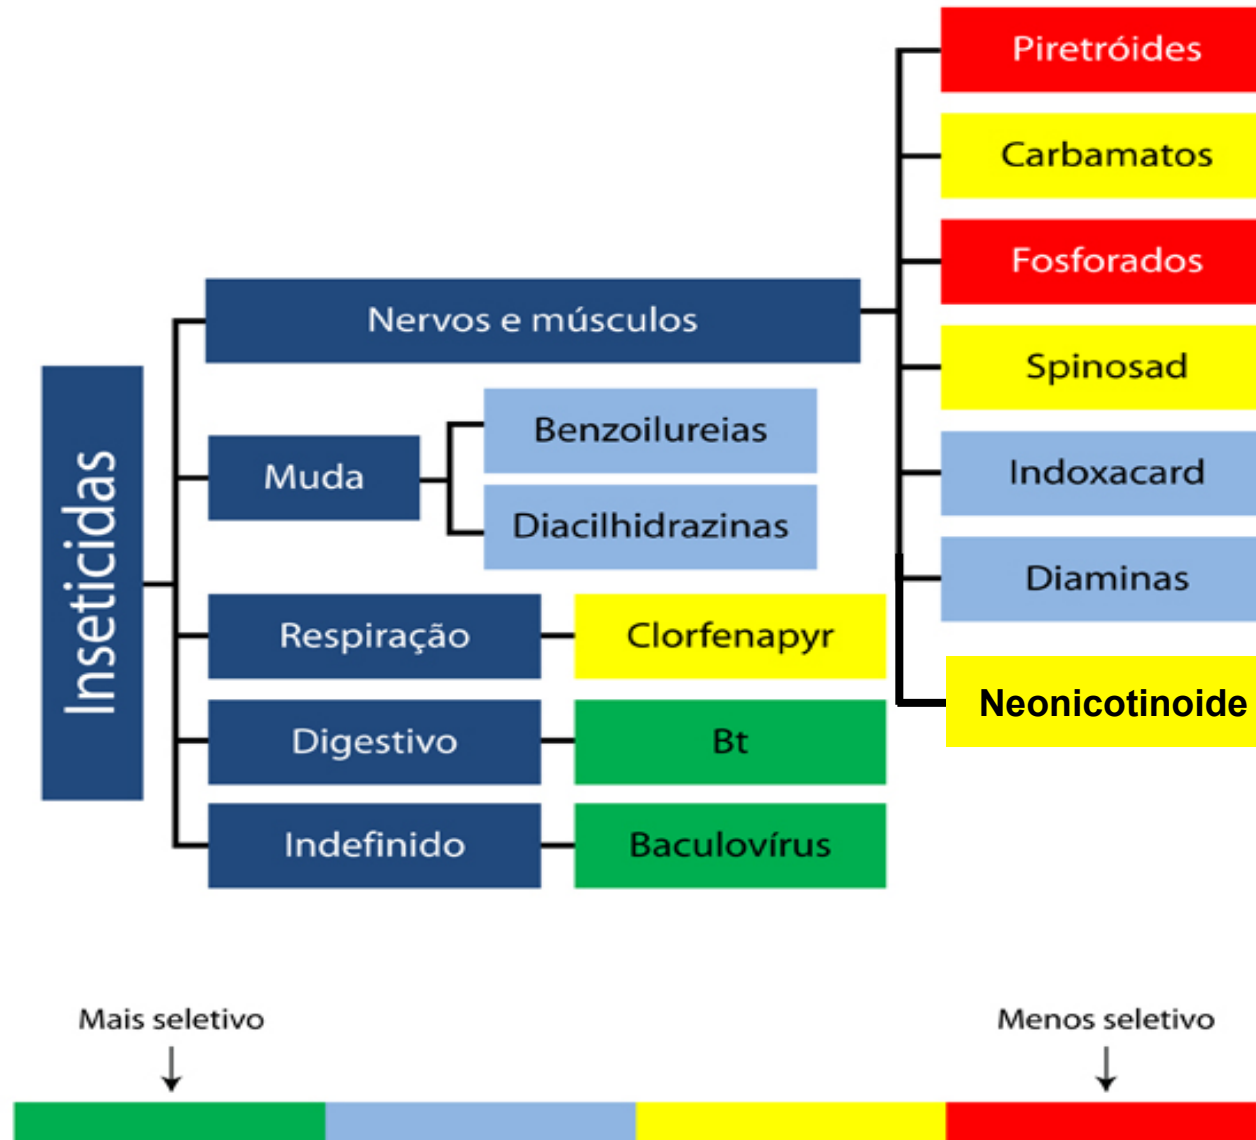 Inseticidas
Nervos e músculos
Piretróides
Carbamatos
Fosforados
Spinosad
Indoxacard
Diaminas
Neonicotinoide
Muda
Benzoilureias
Diacilhidrazinas
Respiração
Clorfenapyr
Digestivo
Bt
Indefinido
Baculovírus
Mais seletivo
Menos seletivo